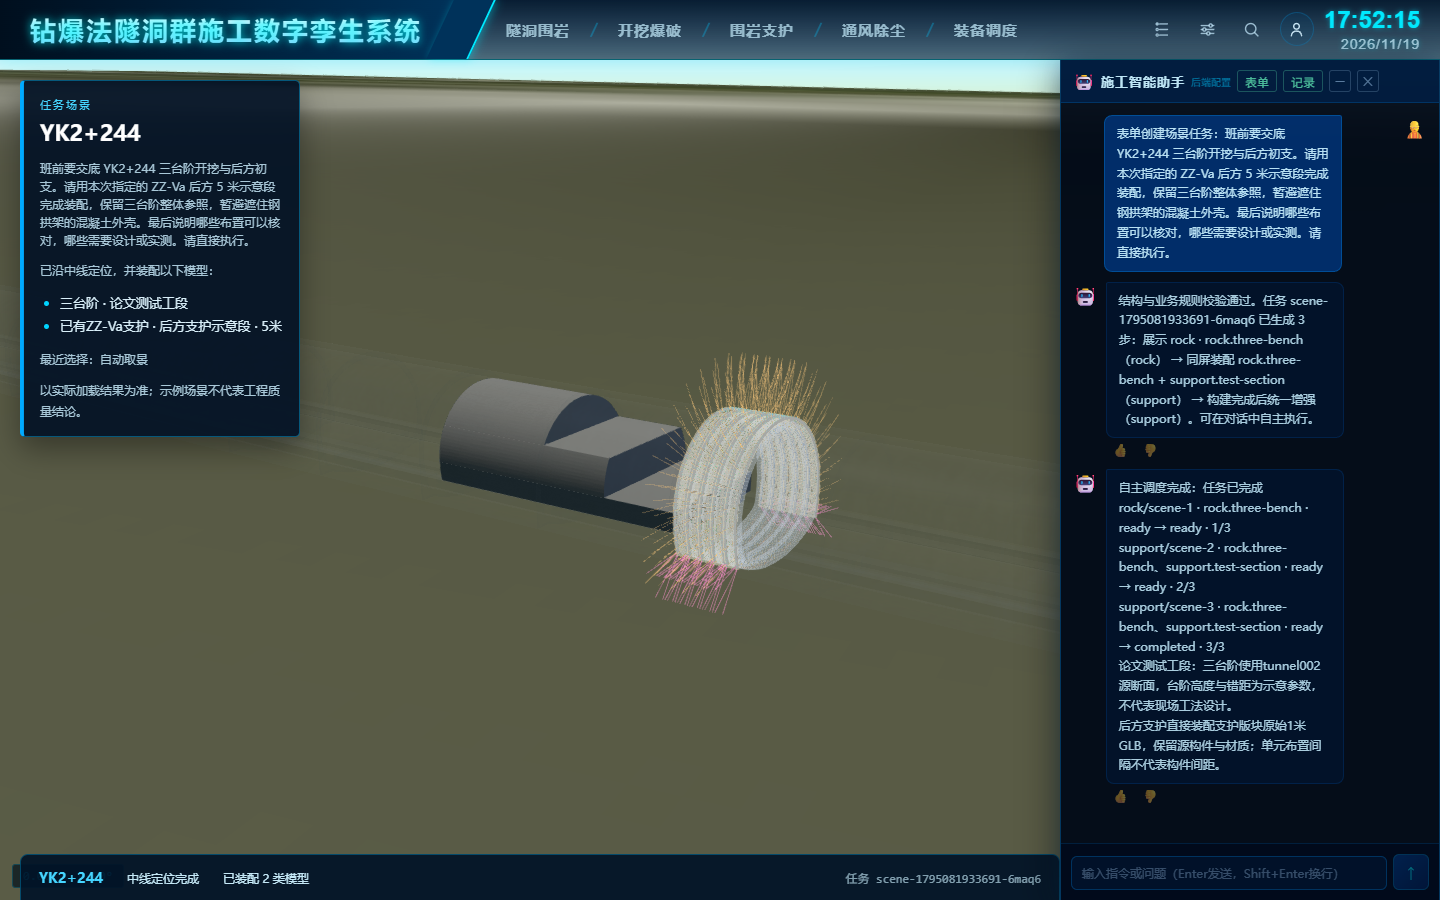 钻爆法隧洞群施工数字孪生系统
隧洞围岩 / 开挖爆破 / 围岩支护 / 通风除尘 / 装备调度
17:52:15
2026/11/19
任务场景
YK2+244
班前要交底 YK2+244 三台阶开挖与后方初
支。请用本次指定的 ZZ-Va 后方 5 米示意段
完成装配，保留三台阶整体参照，暂避遮住钢
拱架的混凝土外壳。最后说明哪些布置可以核
对，哪些需要设计或实测。请直接执行。
已沿中线定位，并装配以下模型：
• 三台阶 · 论文测试工段
• 已有ZZ-Va支护 · 后方支护示意段 · 5米
最近选择：自动取景
以实际加载结果为准；示例场景不代表工程质
量结论。
施工智能助手 后端配置 表单 记录
表单创建场景任务：班前要交底
YK2+244 三台阶开挖与后方初支。请用
本次指定的 ZZ-Va 后方 5 米示意段完成
装配，保留三台阶整体参照，暂避遮住
钢拱架的混凝土外壳。最后说明哪些布
置可以核对，哪些需要设计或实测。请
直接执行。
结构与业务规则校验通过。任务 scene-
1795081933691-6maq6 已生成 3
步：展示 rock · rock.three-bench
（rock） → 同屏装配 rock.three-
bench + support.test-section
（support） → 构建完成后统一增强
（support）。可在对话中自主执行。
自主调度完成：任务已完成
rock/scene-1 · rock.three-bench ·
ready → ready · 1/3
support/scene-2 · rock.three-
bench、support.test-section · ready
→ ready · 2/3
support/scene-3 · rock.three-
bench、support.test-section · ready
→ completed · 3/3
论文测试工段：三台阶使用tunnel002
源断面，台阶高度与错距为示意参数，
不代表现场工法设计。
后方支护直接装配支护版块原始1米
GLB，保留源构件与材质；单元布置间
隔不代表构件间距。
YK2+244 中线定位完成 已装配 2 类模型 任务 scene-1795081933691-6maq6
输入指令或问题（Enter发送，Shift+Enter换行）